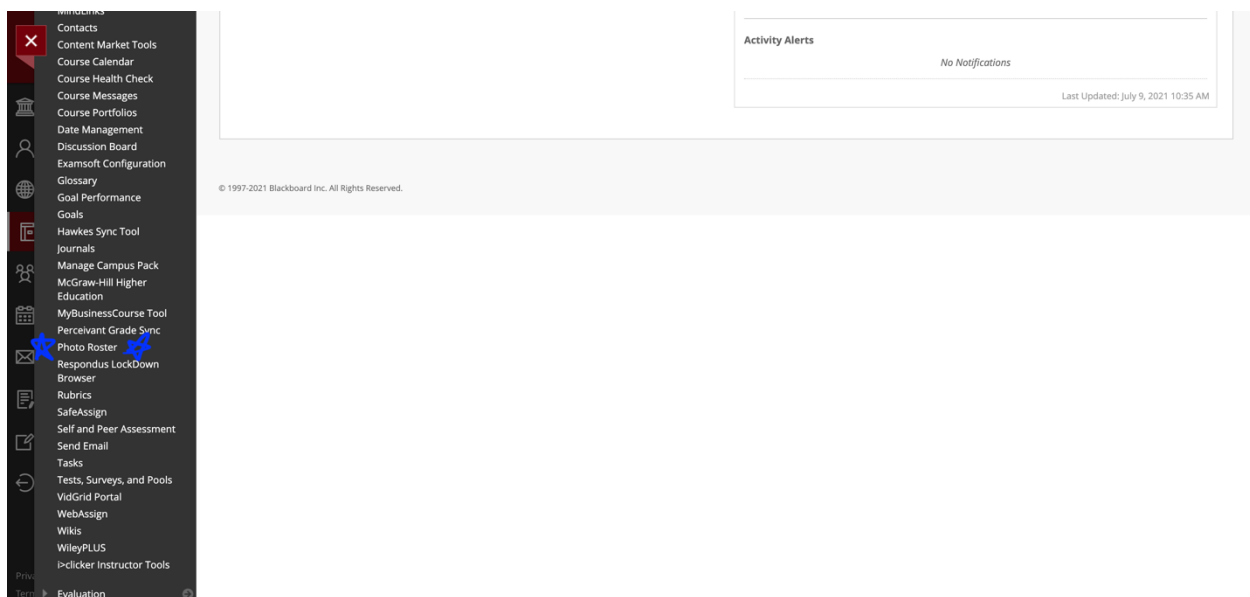 MindLinks
Contacts
Content Market Tools
Course Calendar
Course Health Check
Course Messages
Course Portfolios
Date Management
Discussion Board
Examsoft Configuration
Glossary
Goal Performance
Goals
Hawkes Sync Tool
Journals
Manage Campus Pack
McGraw-Hill Higher
Education
MyBusinessCourse Tool
Perceivant Grade Sync
Photo Roster
Respondus LockDown
Browser
Rubrics
SafeAssign
Self and Peer Assessment
Send Email
Tasks
Tests, Surveys, and Pools
VidGrid Portal
WebAssign
Wikis
WileyPLUS
i>clicker Instructor Tools
Evaluation
Priva
Term
Activity Alerts
No Notifications
Last Updated: July 9, 2021 10:35 AM
© 1997-2021 Blackboard Inc. All Rights Reserved.